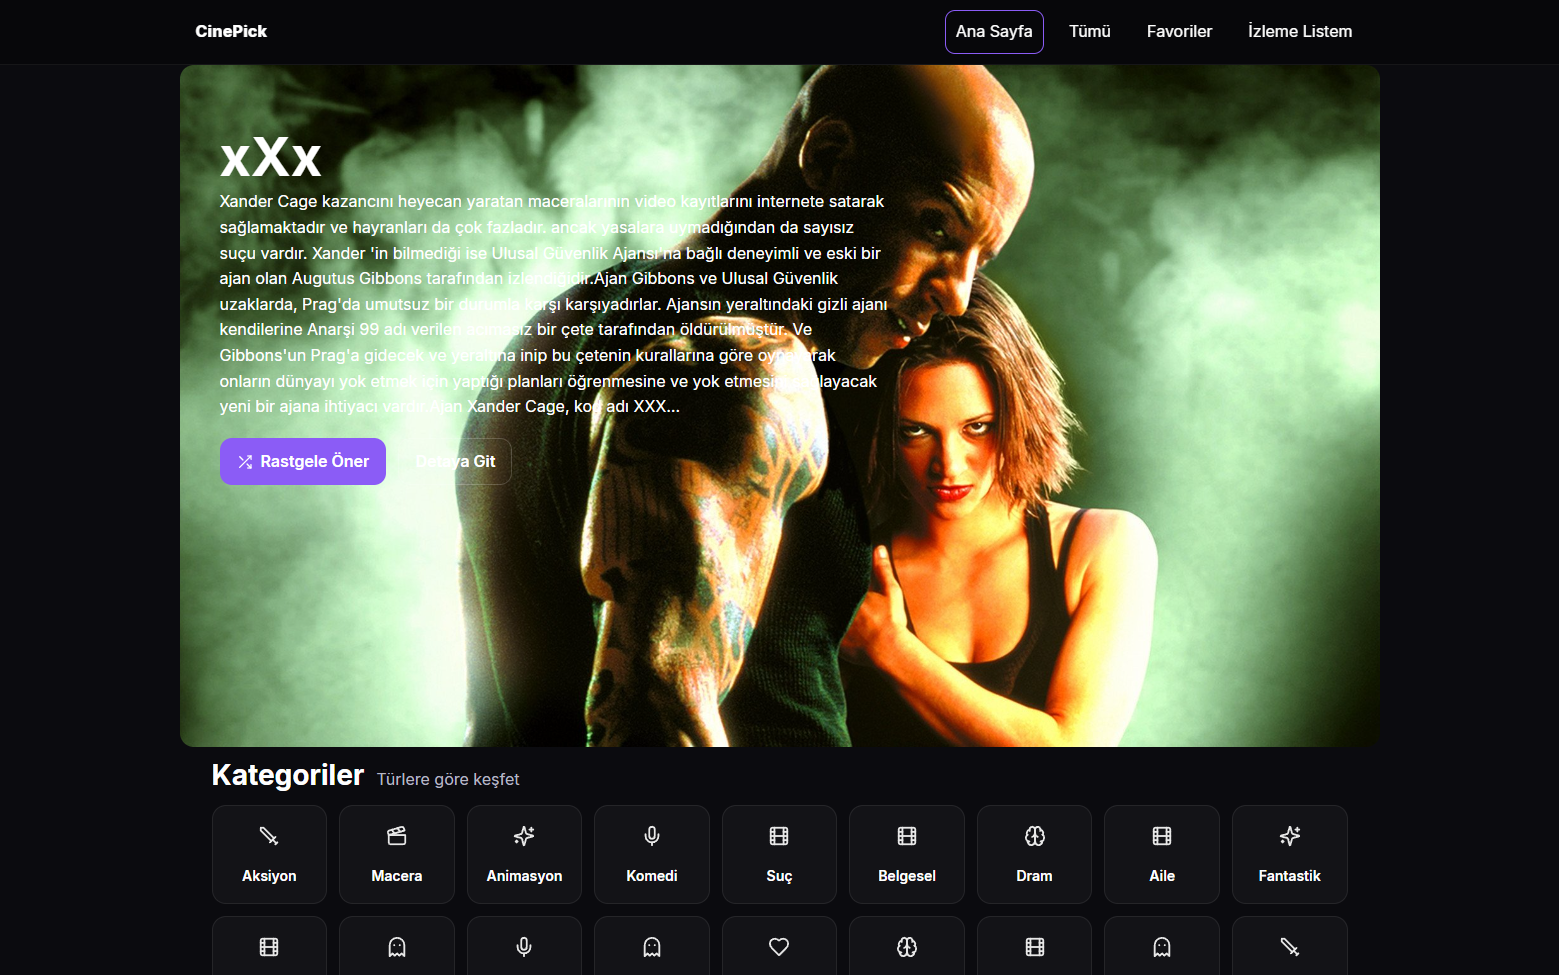 CinePick
Ana Sayfa
Tümü
Favoriler
İzleme Listem
xXx
Xander Cage kazancını heyecan yaratan maceralarının video kayıtlarını internete satarak
sağlamaktadır ve hayranları da çok fazladır. ancak yasalara uymadığından da sayısız
suçu vardır. Xander 'in bilmediği ise Ulusal Güvenlik Ajansı'na bağlı deneyimli ve eski bir
ajan olan Augutus Gibbons tarafından izlendiğidir.Ajan Gibbons ve Ulusal Güvenlik
uzaklarda, Prag'da umutsuz bir durumla karşı karşıyadırlar. Ajansın yeraltındaki gizli ajanı
kendilerine Anarşi 99 adı verilen acımasız bir çete tarafından öldürülmüştür. Ve
Gibbons'un Prag'a gidecek ve yeraltına inip bu çetenin kurallarına göre oynayarak
onların dünyayı yok etmek için yaptığı planları öğrenmesine ve yok etmesini sağlayacak
yeni bir ajana ihtiyacı vardır.Ajan Xander Cage, kod adı XXX...
Rastgele Öner
Detaya Git
Kategoriler Türlere göre keşfet
Aksiyon
Macera
Animasyon
Komedi
Suç
Belgesel
Dram
Aile
Fantastik